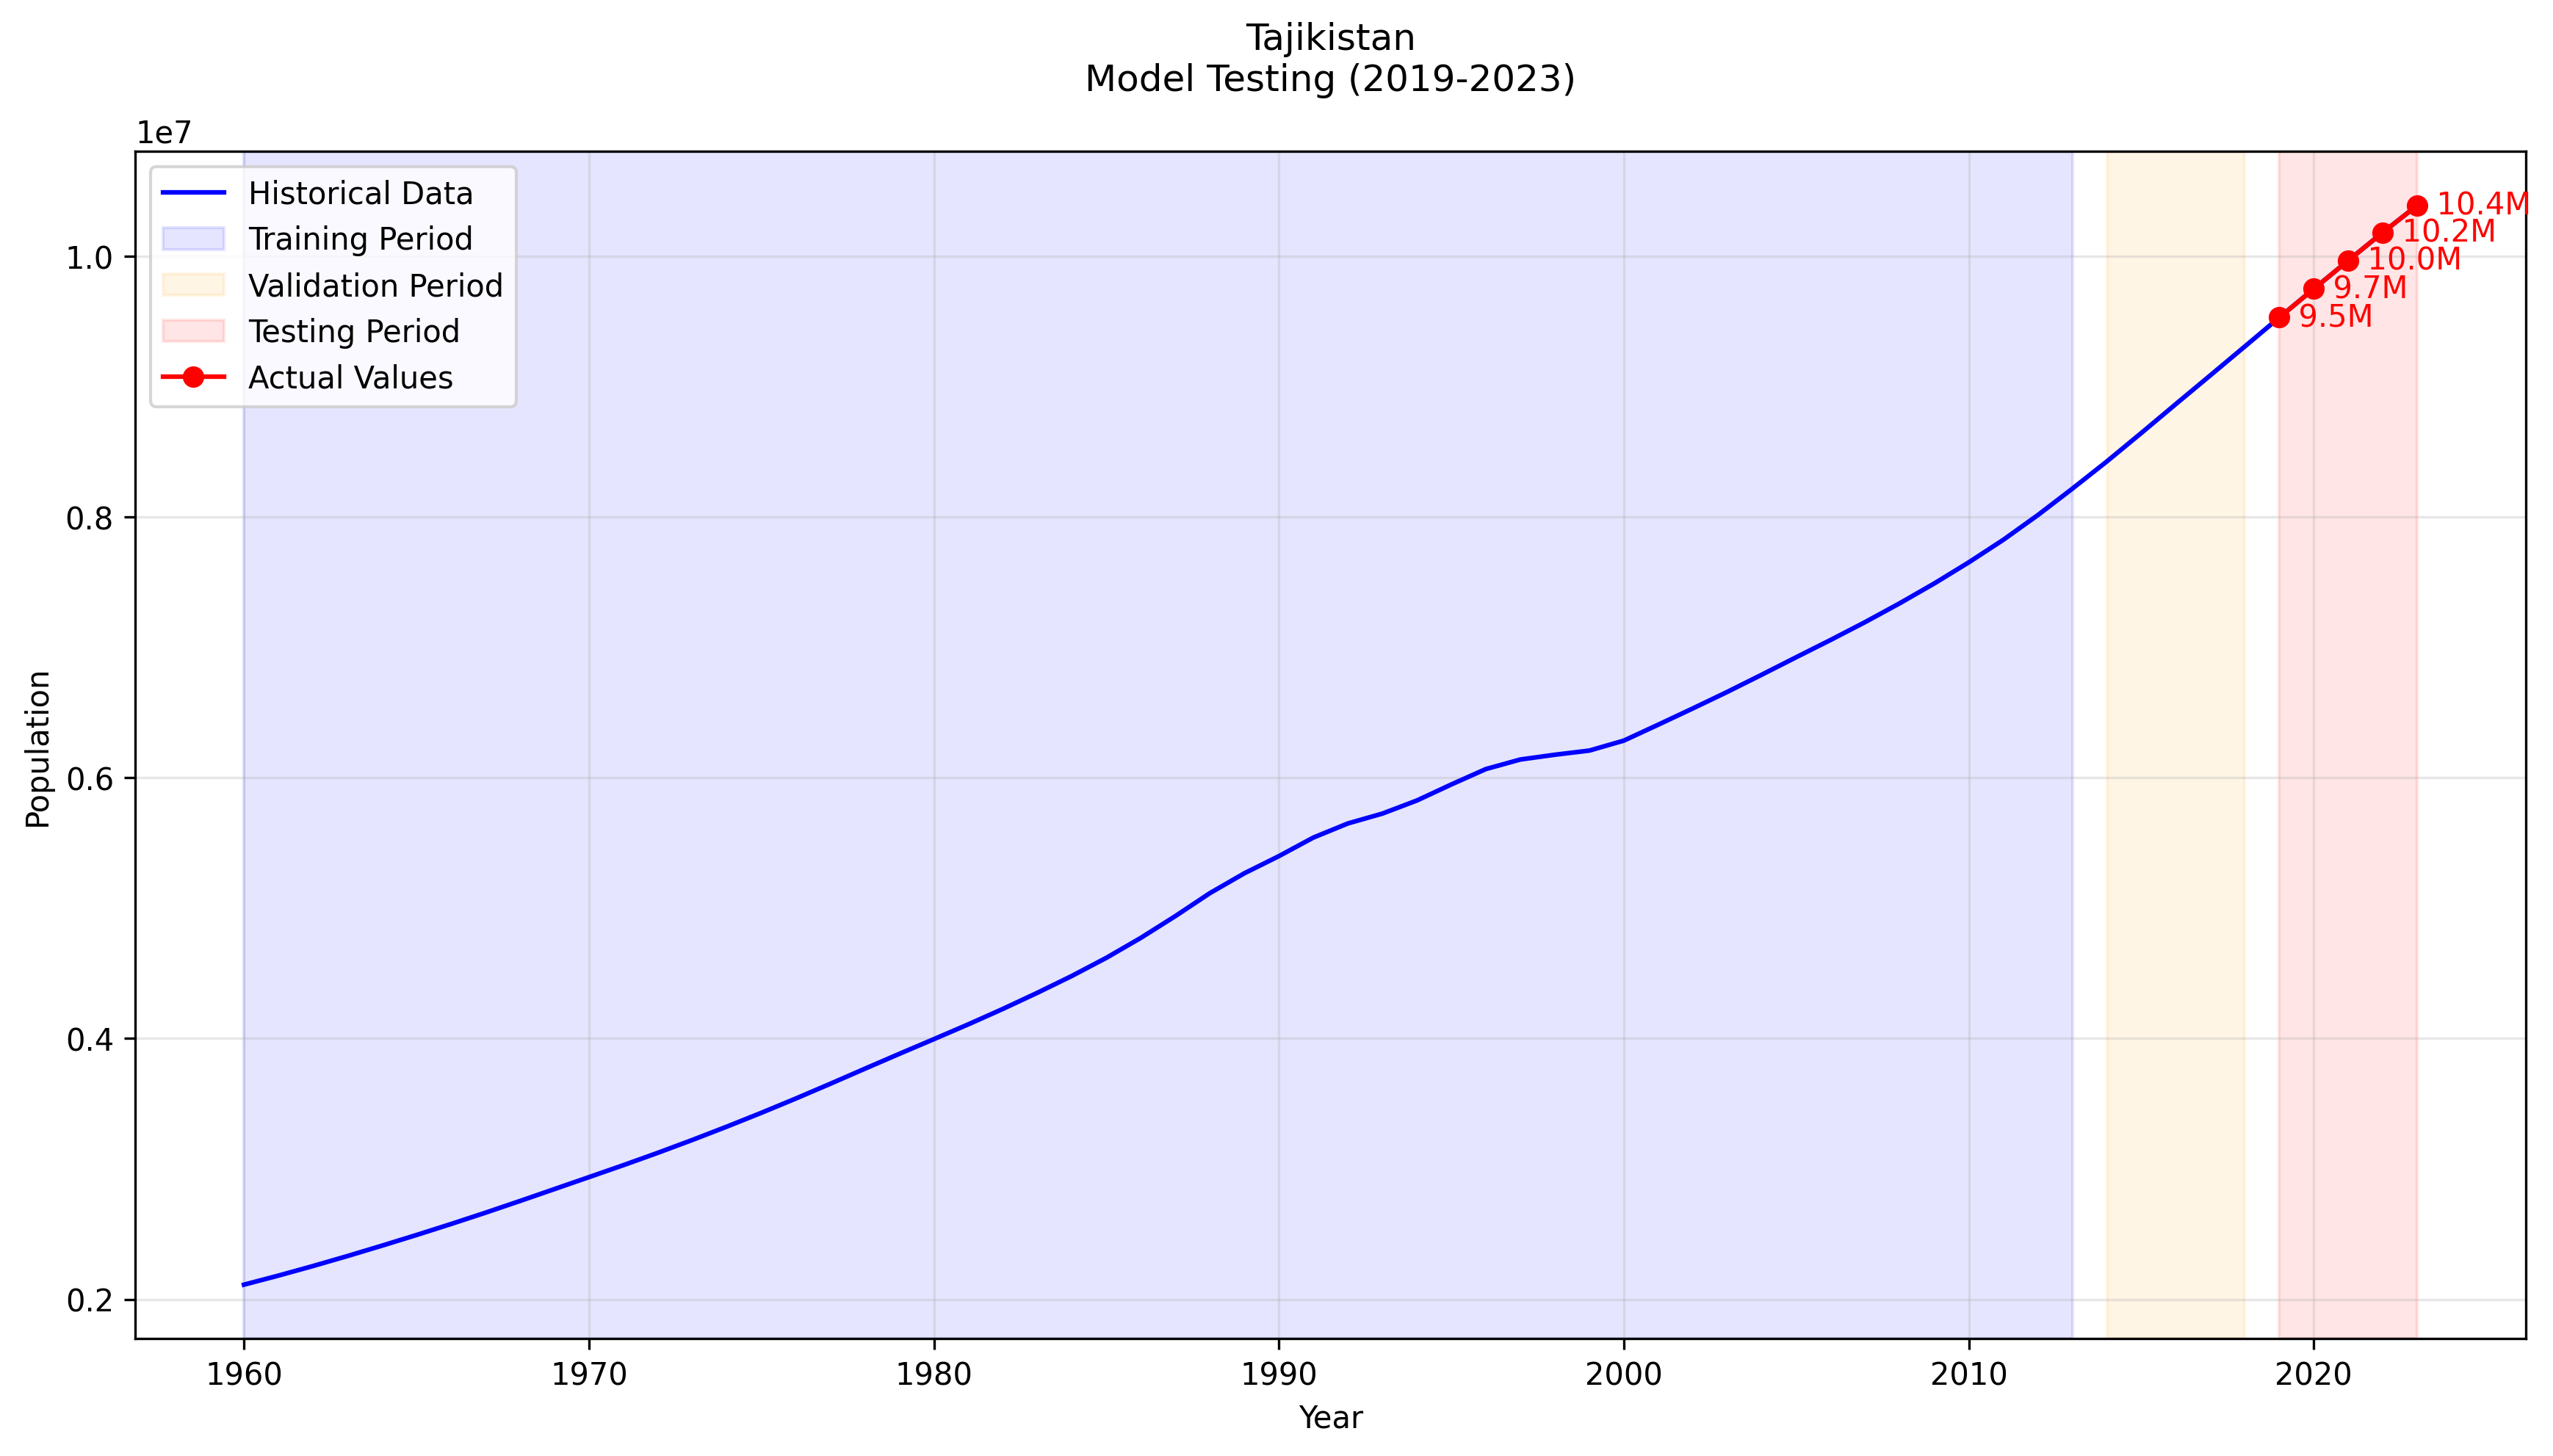 Tajikistan
Model Testing (2019-2023)
1e7
Historical Data
Training Period
Validation Period
Testing Period
Actual Values
10.4M
10.2M
10.0M
9.7M
9.5M
1.0
0.8
0.6
0.4
0.2
Population
1960 1970 1980 1990 2000 2010 2020
Year